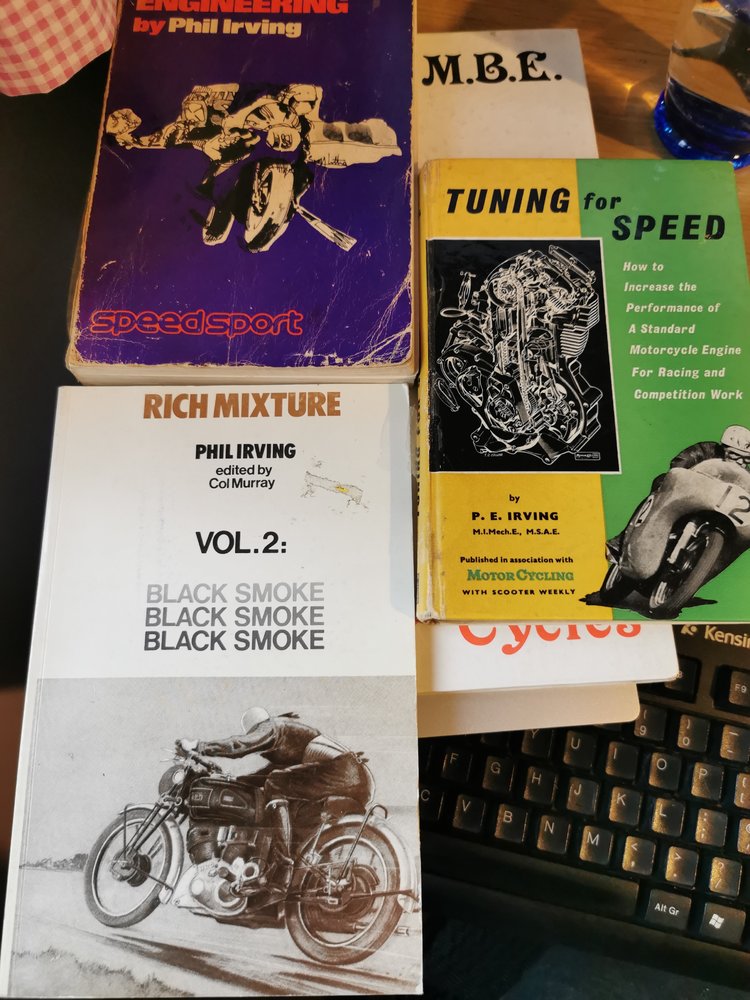 ENGINEERING
by Phil Irving
speedsport
M.B.E.
TUNING for
SPEED
How to
Increase the
Performance of
A Standard
Motorcycle Engine
For Racing and
Competition Work
by
P. E. IRVING
M.I.Mech.E., M.S.A.E.
Published in association with
MOTOR CYCLING
WITH SCOOTER WEEKLY
12
Cycles
RICH MIXTURE
PHIL IRVING
edited by
Col Murray
VOL.2:
BLACK SMOKE
BLACK SMOKE
BLACK SMOKE
Kensin
F9
Y U I O P
F G H J K L
C V B N M
Alt Gr